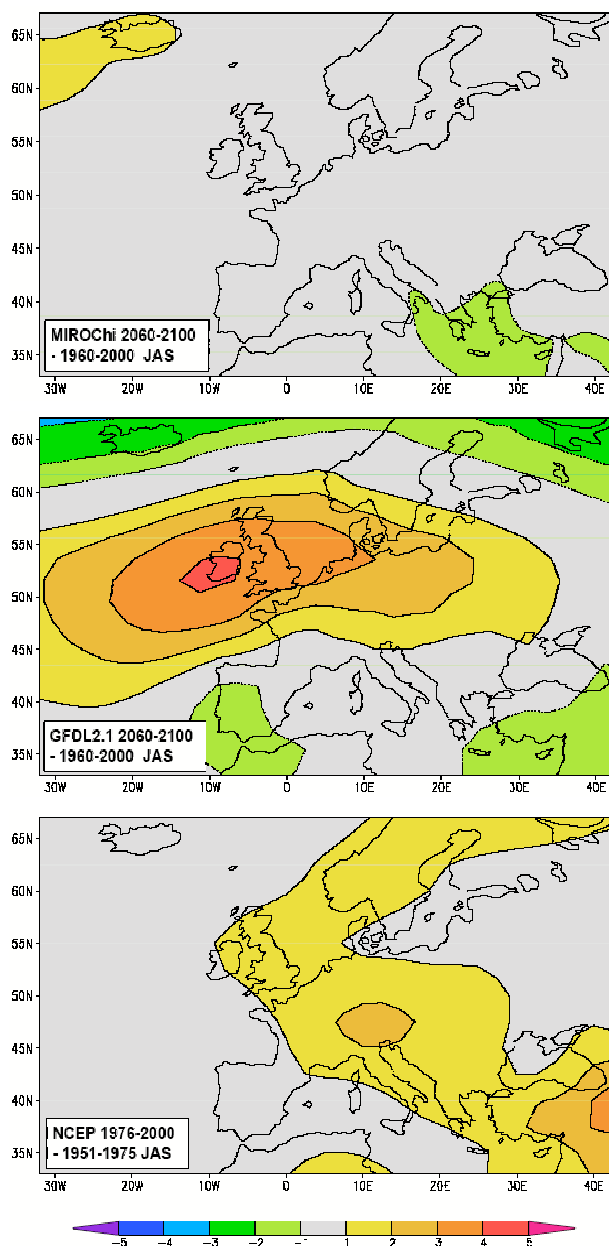 65N
60N
55N
50N
45N
40N
35N
MIROChi 2060-2100
- 1960-2000 JAS
30W 20W 10W 0 10E 20E 30E 40E
65N
60N
55N
50N
45N
40N
35N
GFDL2.1 2060-2100
- 1960-2000 JAS
30W 20W 10W 0 10E 20E 30E 40E
65N
60N
55N
50N
45N
40N
35N
NCEP 1976-2000
- 1951-1975 JAS
30W 20W 10W 0 10E 20E 30E 40E
-5 -4 -3 -2 -1 1 2 3 4 5